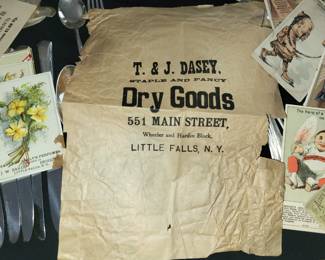 T. & J. DASEY,
STAPLE AND FANCY
Dry Goods
551 MAIN STREET,
Wheeler and Hardin Block,
LITTLE FALLS, N. Y.